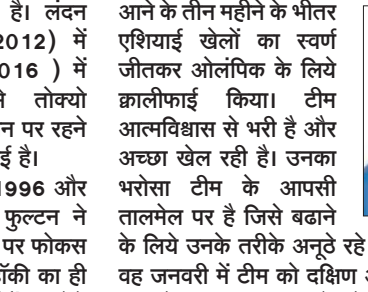 है। लंदन
2012) में
016 ) में
तोक्यो
न पर रहने
ई है।
1996 और
फुल्टन ने
पर फोकस
ॉकी का ही
आने के तीन महीने के भीतर
एशियाई खेलों का स्वर्ण
जीतकर ओलंपिक के लिये
क्वालीफाई किया। टीम
आत्मविश्वास से भरी है और
अच्छा खेल रही है। उनका
भरोसा टीम के आपसी
तालमेल पर है जिसे बढाने
के लिये उनके तरीके अनूठे रहे
वह जनवरी में टीम को दक्षिण